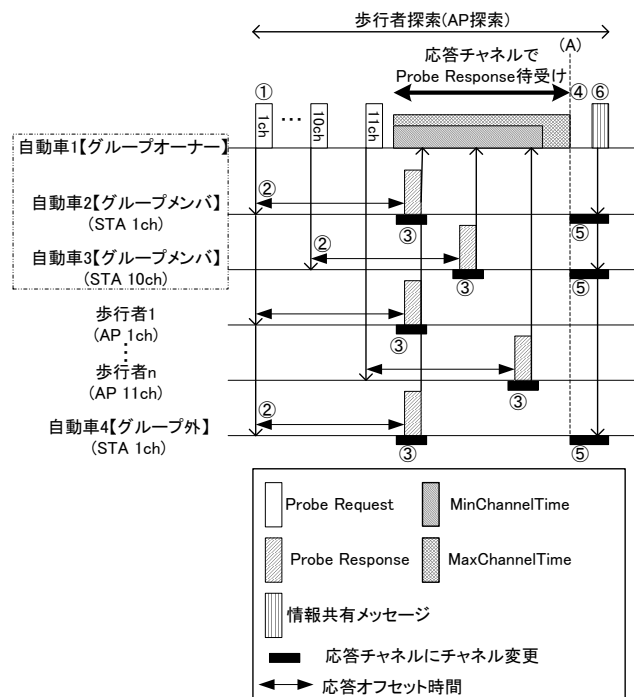 歩行者探索(AP探索)
(A)
応答チャネルで
Probe Response待受け
①
④
⑥
1ch
…
10ch
11ch
自動車1【グループオーナー】
②
自動車2【グループメンバ】
(STA 1ch)
③
⑤
②
自動車3【グループメンバ】
(STA 10ch)
③
⑤
歩行者1
(AP 1ch)
③
⋮
歩行者n
(AP 11ch)
③
②
自動車4【グループ外】
(STA 1ch)
③
⑤
Probe Request
MinChannelTime
Probe Response
MaxChannelTime
情報共有メッセージ
応答チャネルにチャネル変更
応答オフセット時間